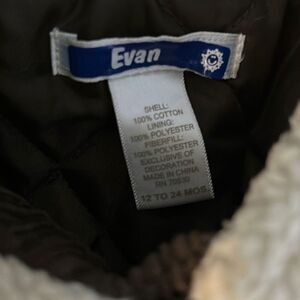 Evan
C
SHELL:
100% COTTON
LINING:
100% POLYESTER
FIBERFILL:
100% POLYESTER
EXCLUSIVE OF
DECORATION
MADE IN CHINA
RN 70530
12 TO 24 MOS.